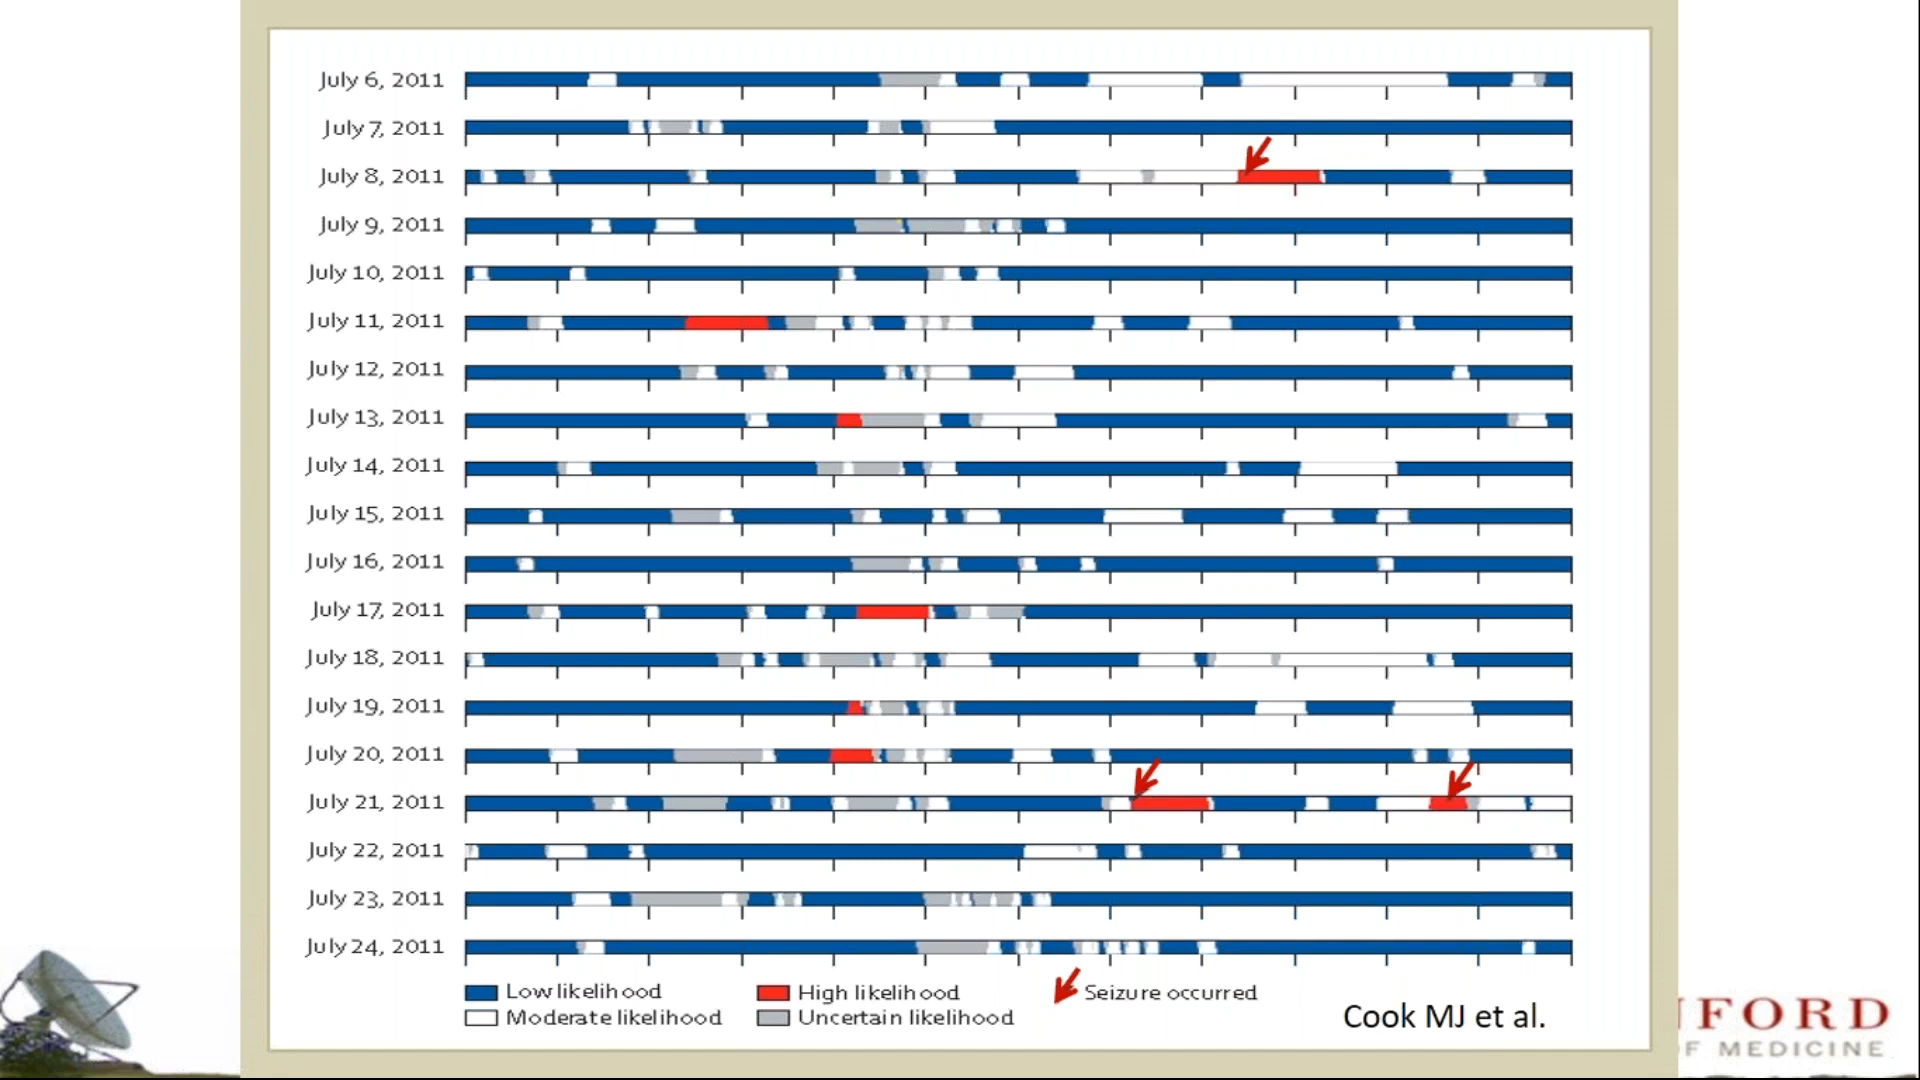 July 6, 2011
July 7, 2011
July 8, 2011
July 9, 2011
July 10, 2011
July 11, 2011
July 12, 2011
July 13, 2011
July 14, 2011
July 15, 2011
July 16, 2011
July 17, 2011
July 18, 2011
July 19, 2011
July 20, 2011
July 21, 2011
July 22, 2011
July 23, 2011
July 24, 2011
Low likelihood
High likelihood
Seizure occurred
Moderate likelihood
Uncertain likelihood
Cook MJ et al.
NFORD
OF MEDICINE